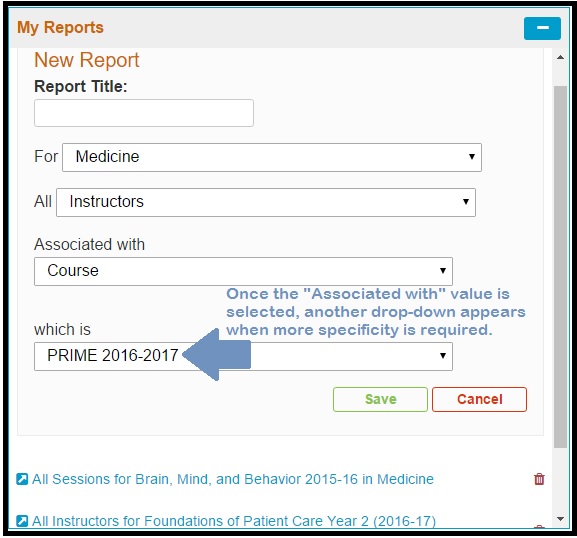 My Reports
New Report
Report Title:
For Medicine
All Instructors
Associated with
Course
Once the "Associated with" value is
selected, another drop-down appears
when more specificity is required.
which is
PRIME 2016-2017
Save Cancel
All Sessions for Brain, Mind, and Behavior 2015-16 in Medicine
All Instructors for Foundations of Patient Care Year 2 (2016-17)